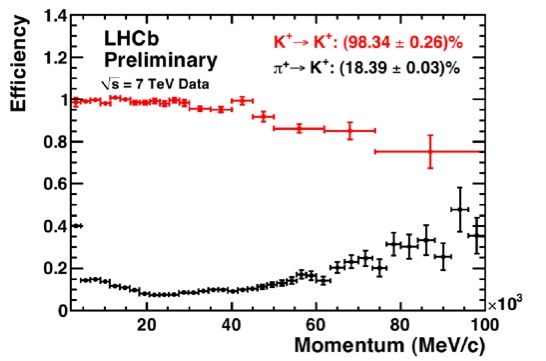 Efficiency
1.4
1.2
1
0.8
0.6
0.4
0.2
0
LHCb
Preliminary
√s = 7 TeV Data
K⁺→ K⁺: (98.34 ± 0.26)%
π⁺→ K⁺: (18.39 ± 0.03)%
20 40 60 80 100
×10³
Momentum (MeV/c)